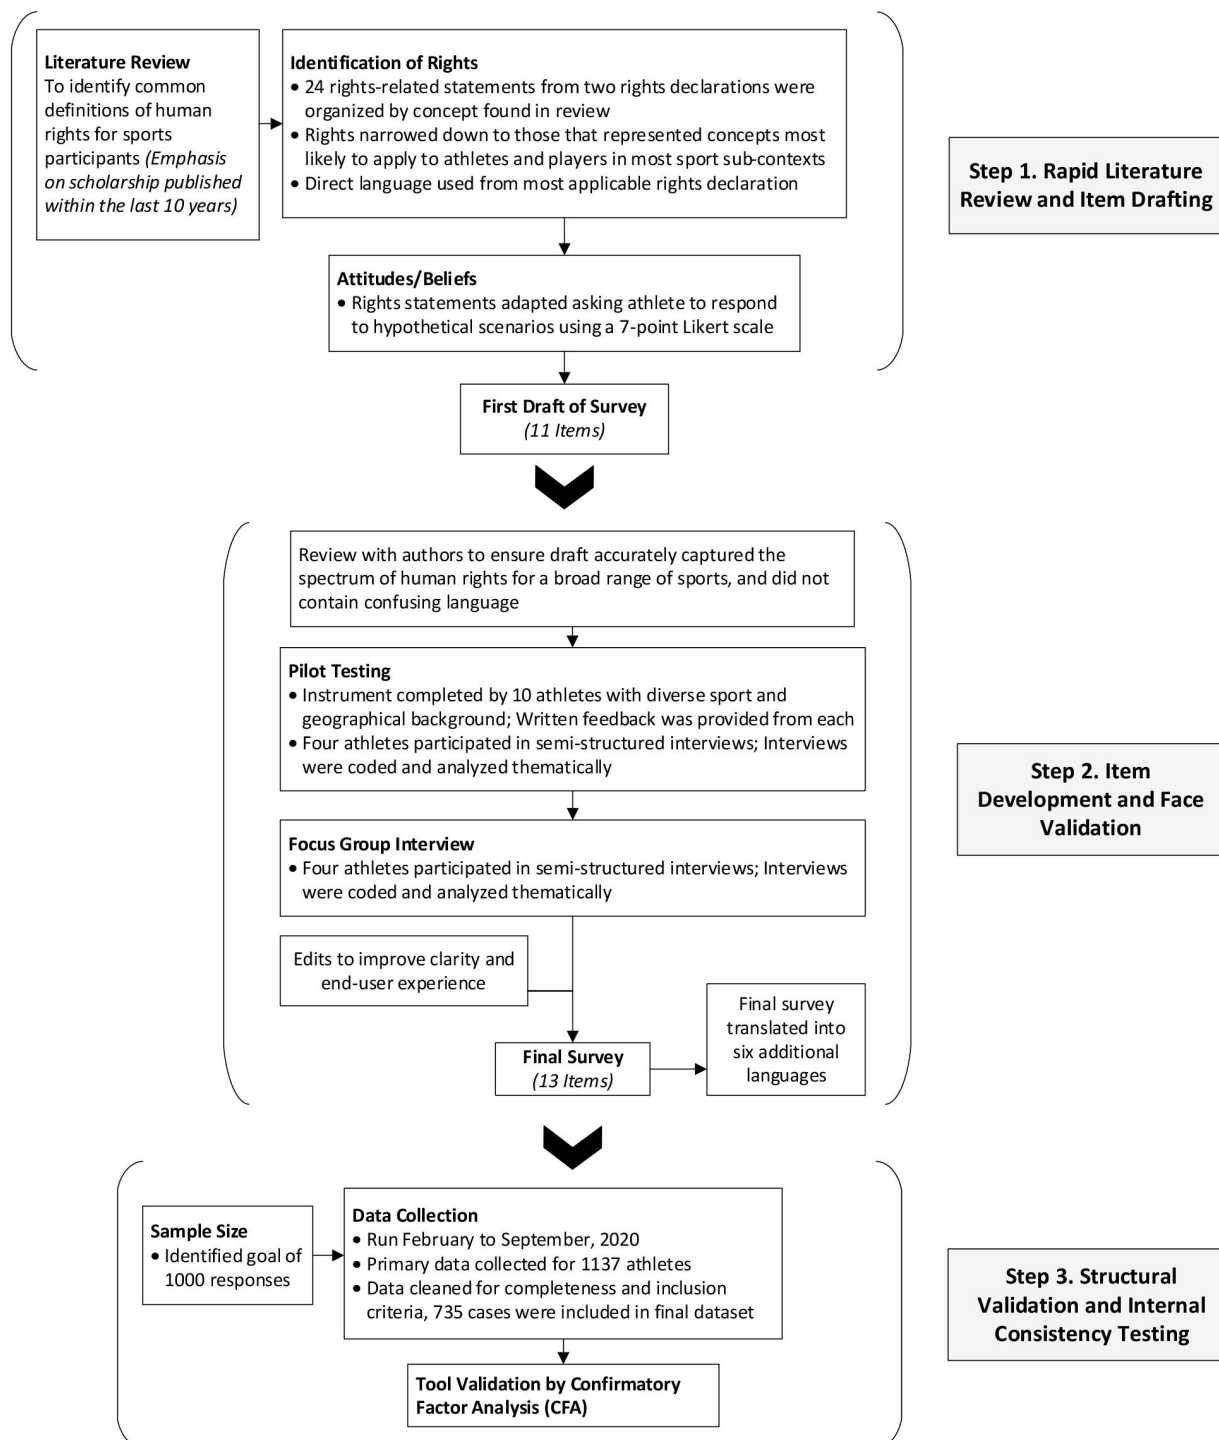 Literature Review
To identify common
definitions of human
rights for sports
participants (Emphasis
on scholarship published
within the last 10 years)
Identification of Rights
• 24 rights-related statements from two rights declarations were
organized by concept found in review
• Rights narrowed down to those that represented concepts most
likely to apply to athletes and players in most sport sub-contexts
• Direct language used from most applicable rights declaration
Step 1. Rapid Literature
Review and Item Drafting
Attitudes/Beliefs
• Rights statements adapted asking athlete to respond
to hypothetical scenarios using a 7-point Likert scale
First Draft of Survey
(11 Items)
Review with authors to ensure draft accurately captured the
spectrum of human rights for a broad range of sports, and did not
contain confusing language
Pilot Testing
• Instrument completed by 10 athletes with diverse sport and
geographical background; Written feedback was provided from each
• Four athletes participated in semi-structured interviews; Interviews
were coded and analyzed thematically
Step 2. Item
Development and Face
Validation
Focus Group Interview
• Four athletes participated in semi-structured interviews; Interviews
were coded and analyzed thematically
Edits to improve clarity and
end-user experience
Final Survey
(13 Items)
Final survey
translated into
six additional
languages
Sample Size
• Identified goal of
1000 responses
Data Collection
• Run February to September, 2020
• Primary data collected for 1137 athletes
• Data cleaned for completeness and inclusion
criteria, 735 cases were included in final dataset
Step 3. Structural
Validation and Internal
Consistency Testing
Tool Validation by Confirmatory
Factor Analysis (CFA)